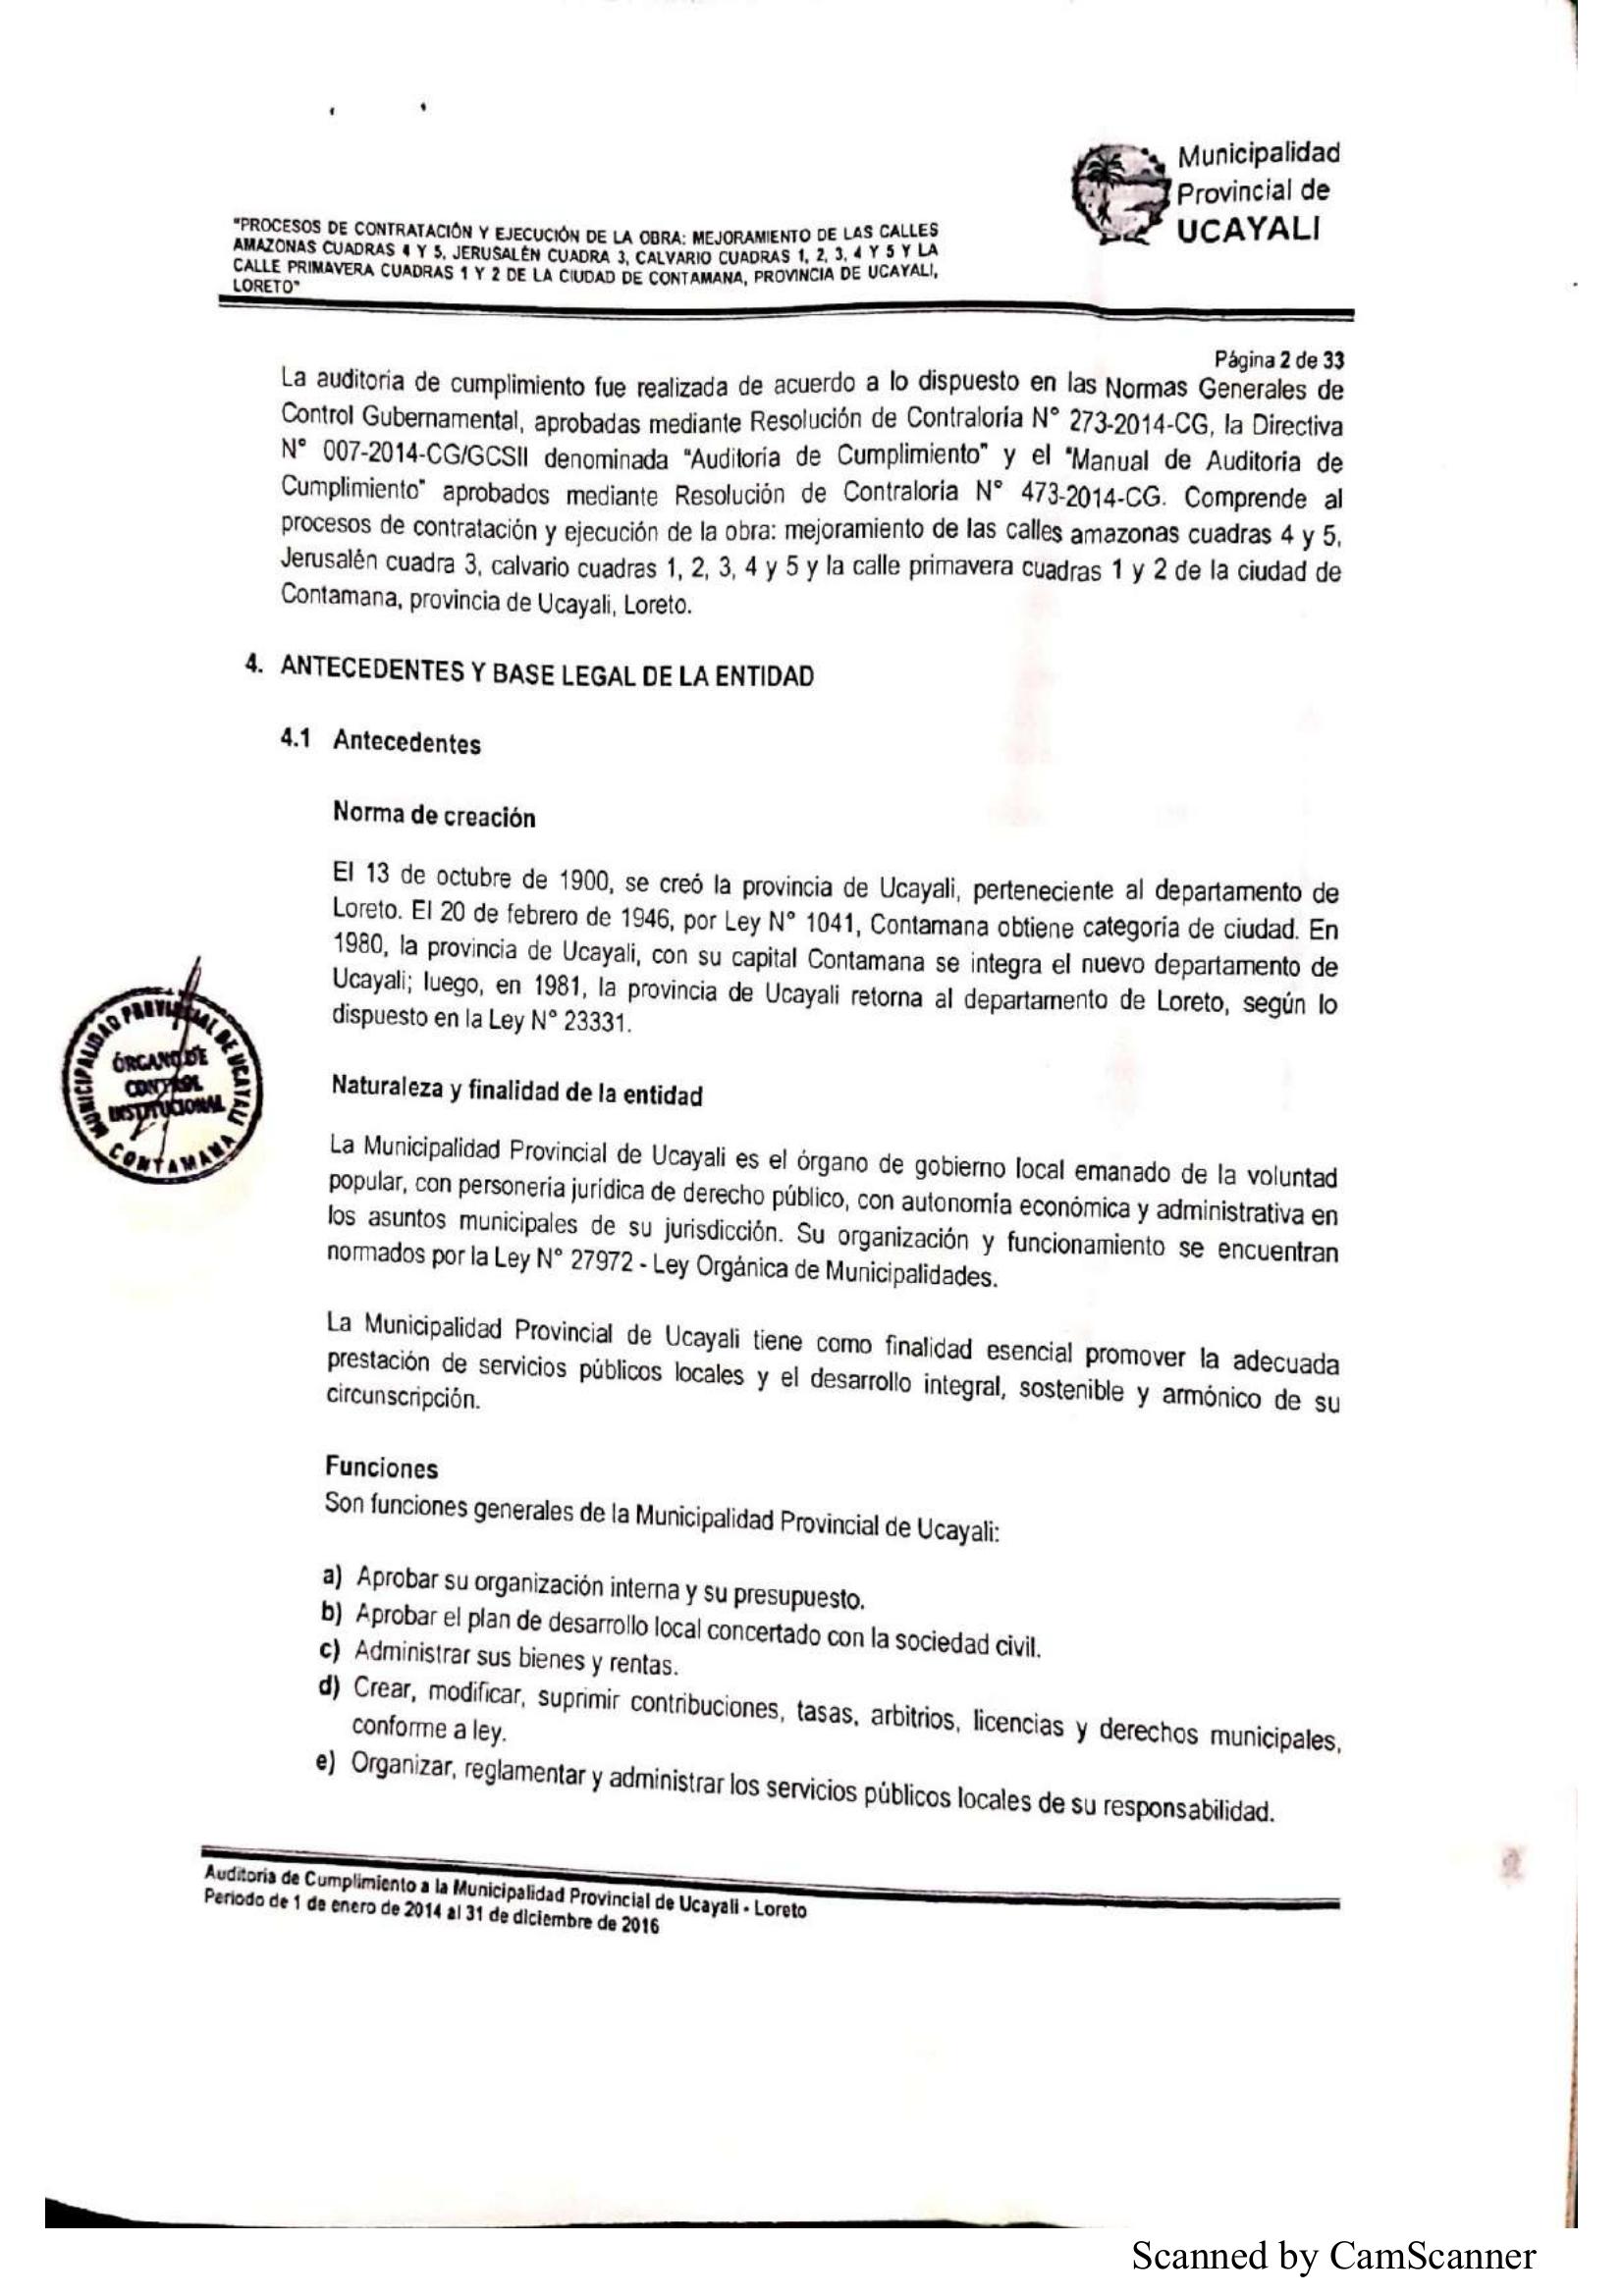 Municipalidad
Provincial de
UCAYALI
"PROCESOS DE CONTRATACIÓN Y EJECUCIÓN DE LA OBRA: MEJORAMIENTO DE LAS CALLES
AMAZONAS CUADRAS 4 Y 5, JERUSALÉN CUADRA 3, CALVARIO CUADRAS 1, 2, 3, 4 Y 5 Y LA
CALLE PRIMAVERA CUADRAS 1 Y 2 DE LA CIUDAD DE CONTAMANA, PROVINCIA DE UCAYALI,
LORETO"
Página 2 de 33
La auditoría de cumplimiento fue realizada de acuerdo a lo dispuesto en las Normas Generales de
Control Gubernamental, aprobadas mediante Resolución de Contraloría N° 273-2014-CG, la Directiva
N° 007-2014-CG/GCSII denominada "Auditoría de Cumplimiento" y el "Manual de Auditoría de
Cumplimiento" aprobados mediante Resolución de Contraloría N° 473-2014-CG. Comprende al
procesos de contratación y ejecución de la obra: mejoramiento de las calles amazonas cuadras 4 y 5,
Jerusalén cuadra 3, calvario cuadras 1, 2, 3, 4 y 5 y la calle primavera cuadras 1 y 2 de la ciudad de
Contamana, provincia de Ucayali, Loreto.
4. ANTECEDENTES Y BASE LEGAL DE LA ENTIDAD
4.1 Antecedentes
Norma de creación
El 13 de octubre de 1900, se creó la provincia de Ucayali, perteneciente al departamento de
Loreto. El 20 de febrero de 1946, por Ley N° 1041, Contamana obtiene categoría de ciudad. En
1980, la provincia de Ucayali, con su capital Contamana se integra el nuevo departamento de
Ucayali; luego, en 1981, la provincia de Ucayali retorna al departamento de Loreto, según lo
dispuesto en la Ley N° 23331.
MUNICIPALIDAD PROVINCIAL DE UCAYALI
ÓRGANO DE
CONTROL
INSTITUCIONAL
CONTAMANA
Naturaleza y finalidad de la entidad
La Municipalidad Provincial de Ucayali es el órgano de gobierno local emanado de la voluntad
popular, con personería jurídica de derecho público, con autonomía económica y administrativa en
los asuntos municipales de su jurisdicción. Su organización y funcionamiento se encuentran
normados por la Ley N° 27972 - Ley Orgánica de Municipalidades.
La Municipalidad Provincial de Ucayali tiene como finalidad esencial promover la adecuada
prestación de servicios públicos locales y el desarrollo integral, sostenible y armónico de su
circunscripción.
Funciones
Son funciones generales de la Municipalidad Provincial de Ucayali:
a) Aprobar su organización interna y su presupuesto.
b) Aprobar el plan de desarrollo local concertado con la sociedad civil.
c) Administrar sus bienes y rentas.
d) Crear, modificar, suprimir contribuciones, tasas, arbitrios, licencias y derechos municipales,
conforme a ley.
e) Organizar, reglamentar y administrar los servicios públicos locales de su responsabilidad.
Auditoría de Cumplimiento a la Municipalidad Provincial de Ucayali - Loreto
Periodo de 1 de enero de 2014 al 31 de diciembre de 2016
Scanned by CamScanner